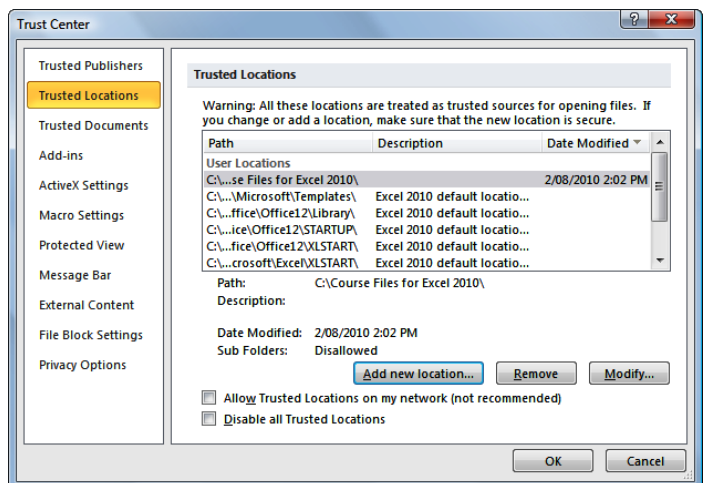 Trust Center
Trusted Publishers
Trusted Locations
Trusted Documents
Add-ins
ActiveX Settings
Macro Settings
Protected View
Message Bar
External Content
File Block Settings
Privacy Options
Trusted Locations
Warning: All these locations are treated as trusted sources for opening files. If
you change or add a location, make sure that the new location is secure.
Path Description Date Modified
User Locations
C:\...se Files for Excel 2010\ 2/08/2010 2:02 PM
C:\...\Microsoft\Templates\ Excel 2010 default locatio...
C:\...ffice\Office12\Library\ Excel 2010 default locatio...
C:\...ice\Office12\STARTUP\ Excel 2010 default locatio...
C:\...fice\Office12\XLSTART\ Excel 2010 default locatio...
C:\...crosoft\Excel\XLSTART\ Excel 2010 default locatio...
Path: C:\Course Files for Excel 2010\
Description:
Date Modified: 2/08/2010 2:02 PM
Sub Folders: Disallowed
Add new location... Remove Modify...
Allow Trusted Locations on my network (not recommended)
Disable all Trusted Locations
OK Cancel